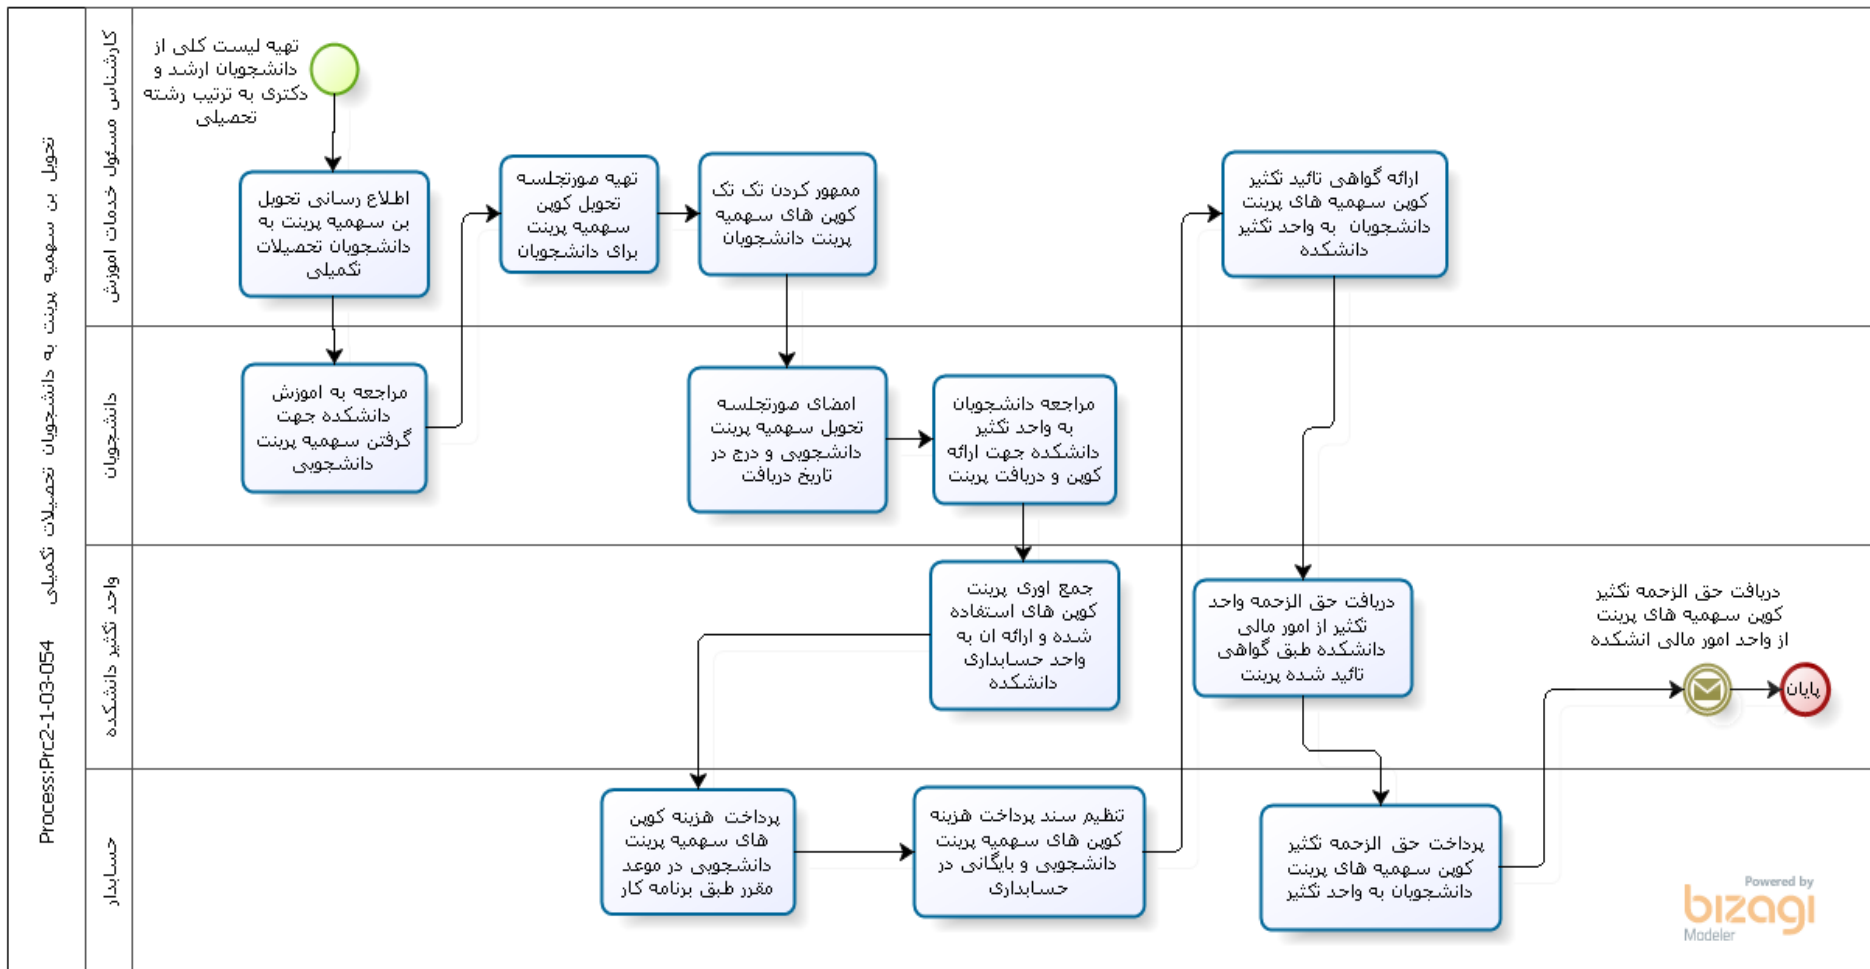 تحویل بن سهمیه پرینت به دانشجویان تحصیلات تکمیلی
Process:Prc2-1-03-054
کارشناس مسئول خدمات اموزش
تهیه لیست کلی از
دانشجویان ارشد و
دکتری به ترتیب رشته
تحصیلی
اطلاع رسانی تحویل
بن سهمیه پرینت به
دانشجویان تحصیلات
تکمیلی
تهیه صورتجلسه
تحویل کوپن
سهمیه پرینت
برای دانشجویان
ممهور کردن تک تک
کوپن های سهمیه
پرینت دانشجویان
ارائه گواهی تائید تکثیر
کوپن سهمیه های پرینت
دانشجویان به واحد تکثیر
دانشکده
دانشجویان
مراجعه به اموزش
دانشکده جهت
گرفتن سهمیه پرینت
دانشجویی
امضای صورتجلسه
تحویل سهمیه پرینت
دانشجویی و درج در
تاریخ دریافت
مراجعه دانشجویان
به واحد تکثیر
دانشکده جهت ارائه
کوپن و دریافت پرینت
واحد تکثیر دانشکده
جمع اوری پرینت
کوپن های استفاده
شده و ارائه ان به
واحد حسابداری
دانشکده
دریافت حق الزحمه واحد
تکثیر از امور مالی
دانشکده طبق گواهی
تائید شده پرینت
دریافت حق الزحمه تکثیر
کوپن سهمیه های پرینت
از واحد امور مالی انشکده
پایان
حسابدار
پرداخت هزینه کوپن
های سهمیه پرینت
دانشجویی در موعد
مقرر طبق برنامه کار
تنظیم سند پرداخت هزینه
کوپن های سهمیه پرینت
دانشجویی و بایگانی در
حسابداری
پرداخت حق الزحمه تکثیر
کوپن سهمیه های پرینت
دانشجویان به واحد تکثیر
Powered by
bizagi
Modeler